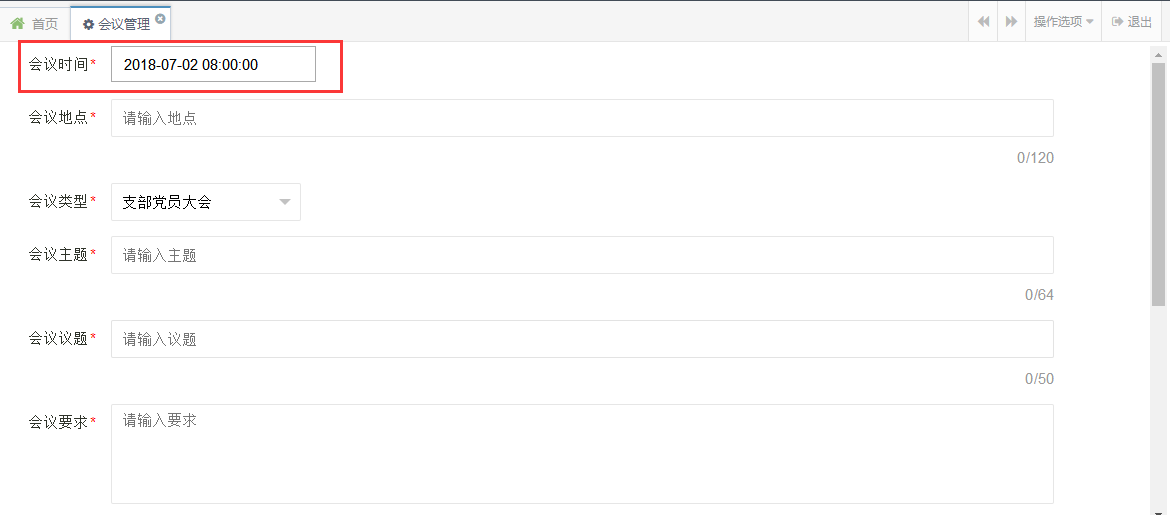 首页 会议管理 操作选项 退出
会议时间* 2018-07-02 08:00:00
会议地点* 请输入地点
0/120
会议类型* 支部党员大会
会议主题* 请输入主题
0/64
会议议题* 请输入议题
0/50
会议要求* 请输入要求